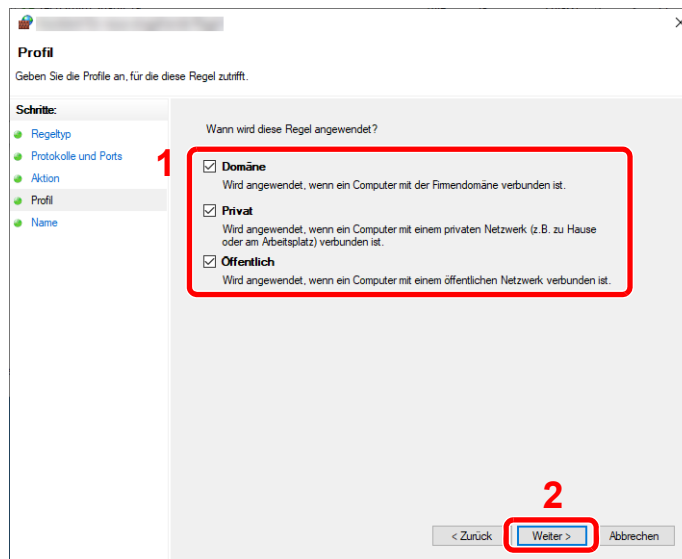 Profil
Geben Sie die Profile an, für die diese Regel zutrifft.
Schritte:
Regeltyp
Protokolle und Ports
Aktion
Profil
Name
Wann wird diese Regel angewendet?
1
Domäne
Wird angewendet, wenn ein Computer mit der Firmendomäne verbunden ist.
Privat
Wird angewendet, wenn ein Computer mit einem privaten Netzwerk (z.B. zu Hause
oder am Arbeitsplatz) verbunden ist.
Öffentlich
Wird angewendet, wenn ein Computer mit einem öffentlichen Netzwerk verbunden ist.
2
< Zurück Weiter > Abbrechen